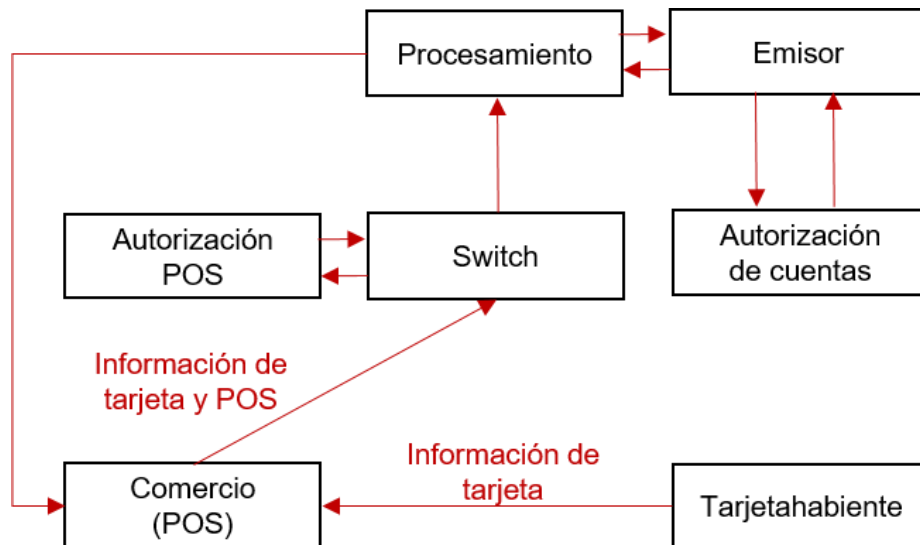 Procesamiento
Emisor
Autorización
POS
Switch
Autorización
de cuentas
Información de
tarjeta y POS
Información de
tarjeta
Comercio
(POS)
Tarjetahabiente